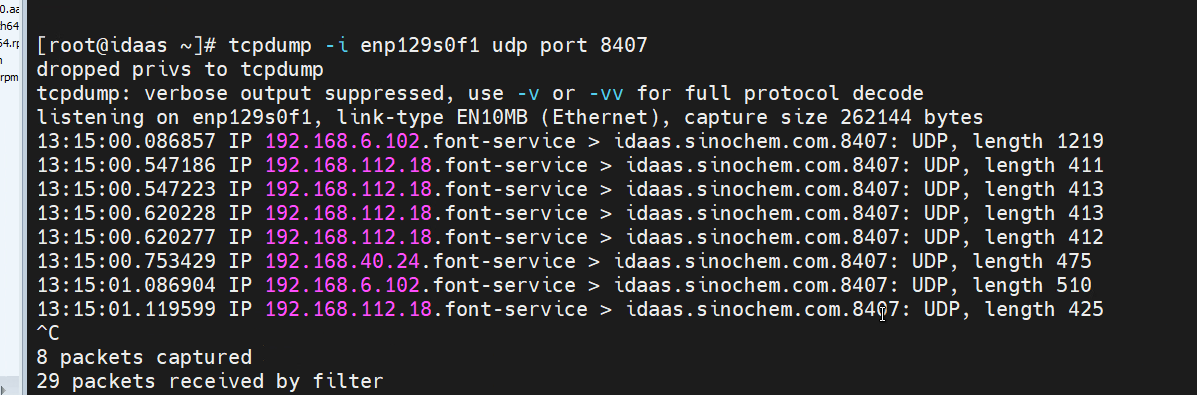 0.aa
h64
64.rp
rpm
[root@idaas ~]# tcpdump -i enp129s0f1 udp port 8407
dropped privs to tcpdump
tcpdump: verbose output suppressed, use -v or -vv for full protocol decode
listening on enp129s0f1, link-type EN10MB (Ethernet), capture size 262144 bytes
13:15:00.086857 IP 192.168.6.102.font-service > idaas.sinochem.com.8407: UDP, length 1219
13:15:00.547186 IP 192.168.112.18.font-service > idaas.sinochem.com.8407: UDP, length 411
13:15:00.547223 IP 192.168.112.18.font-service > idaas.sinochem.com.8407: UDP, length 413
13:15:00.620228 IP 192.168.112.18.font-service > idaas.sinochem.com.8407: UDP, length 413
13:15:00.620277 IP 192.168.112.18.font-service > idaas.sinochem.com.8407: UDP, length 412
13:15:00.753429 IP 192.168.40.24.font-service > idaas.sinochem.com.8407: UDP, length 475
13:15:01.086904 IP 192.168.6.102.font-service > idaas.sinochem.com.8407: UDP, length 510
13:15:01.119599 IP 192.168.112.18.font-service > idaas.sinochem.com.8407: UDP, length 425
^C
8 packets captured
29 packets received by filter